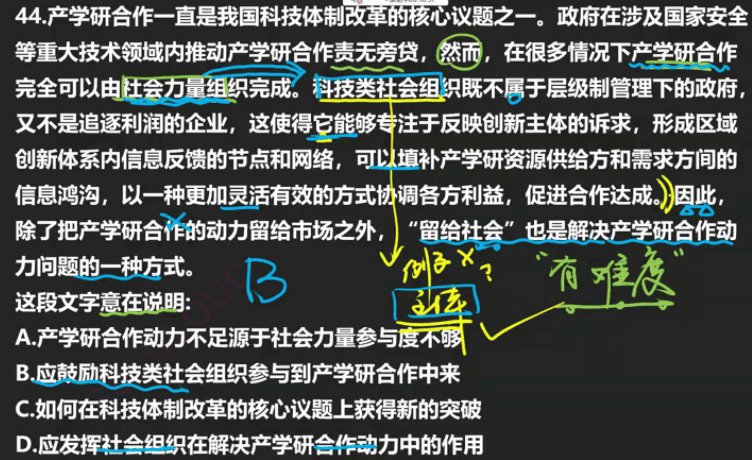 44.产学研合作一直是我国科技体制改革的核心议题之一。政府在涉及国家安全
等重大技术领域内推动产学研合作责无旁贷，然而，在很多情况下产学研合作
完全可以由社会力量组织完成。科技类社会组织既不属于层级制管理下的政府，
又不是追逐利润的企业，这使得它能够专注于反映创新主体的诉求，形成区域
创新体系内信息反馈的节点和网络，可以填补产学研资源供给方和需求方间的
信息鸿沟，以一种更加灵活有效的方式协调各方利益，促进合作达成。因此，
除了把产学研合作的动力留给市场之外，“留给社会”也是解决产学研合作动
力问题的一种方式。
例子×？
“有难度”
B
主体
这段文字意在说明:
A.产学研合作动力不足源于社会力量参与度不够
B.应鼓励科技类社会组织参与到产学研合作中来
C.如何在科技体制改革的核心议题上获得新的突破
D.应发挥社会组织在解决产学研合作动力中的作用